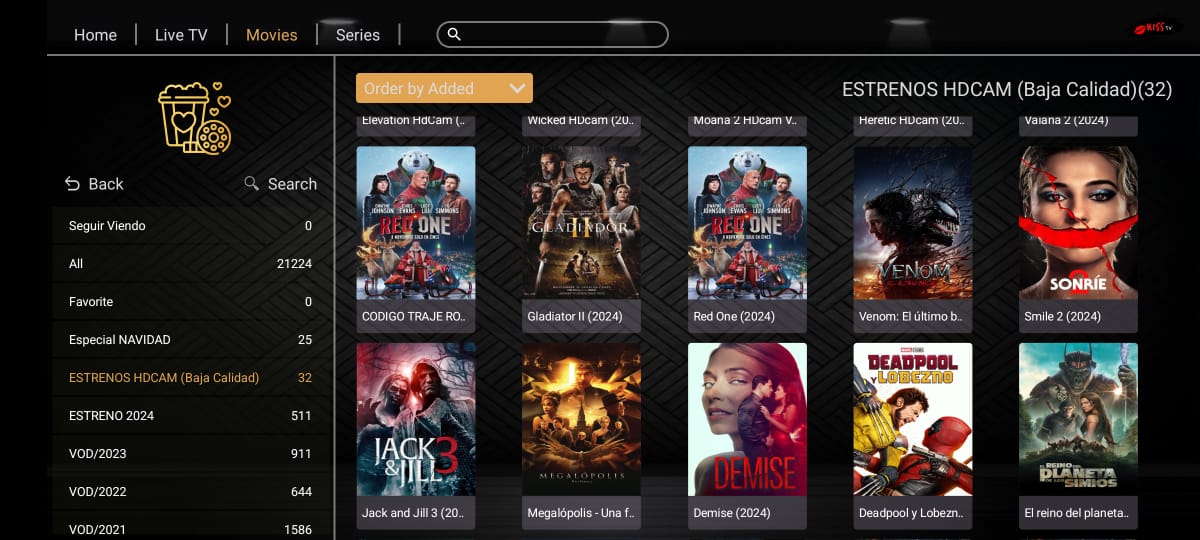 Home
Live TV
Movies
Series
KISS TV
Order by Added
ESTRENOS HDCAM (Baja Calidad)(32)
Back
Search
Seguir Viendo 0
All 21224
Favorite 0
Especial NAVIDAD 25
ESTRENOS HDCAM (Baja Calidad) 32
ESTRENO 2024 511
VOD/2023 911
VOD/2022 644
VOD/2021 1586
Elevation HdCam (..
Wicked HDcam (20..
Moana 2 HDcam V..
Heretic HDcam (20..
Vaiana 2 (2024)
DWAYNE JOHNSON CHRIS EVANS LUCY LIU J.K. SIMMONS
RED ONE
CODIGO TRAJE RO..
II
GLADIADOR
Gladiator II (2024)
DWAYNE JOHNSON CHRIS EVANS LUCY LIU J.K. SIMMONS
RED ONE
Red One (2024)
VENOM
Venom: El último b..
2
SONRÍE
Smile 2 (2024)
JACK
&JILL 3
Jack and Jill 3 (20..
MEGALÓPOLIS
Megalópolis - Una f..
DEMISE
Demise (2024)
DEADPOOL
Y LOBEZNO
Deadpool y Lobezn..
EL REINO DEL
PLANETA
DE LOS SIMIOS
El reino del planeta..